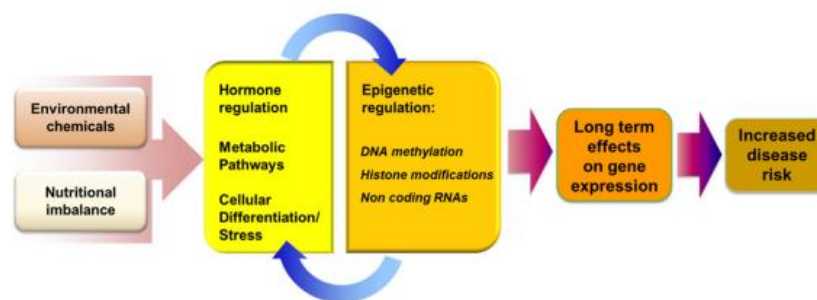 Environmental
chemicals
Nutritional
imbalance
Hormone
regulation
Metabolic
Pathways
Cellular
Differentiation/
Stress
Epigenetic
regulation:
DNA methylation
Histone modifications
Non coding RNAs
Long term
effects
on gene
expression
Increased
disease
risk